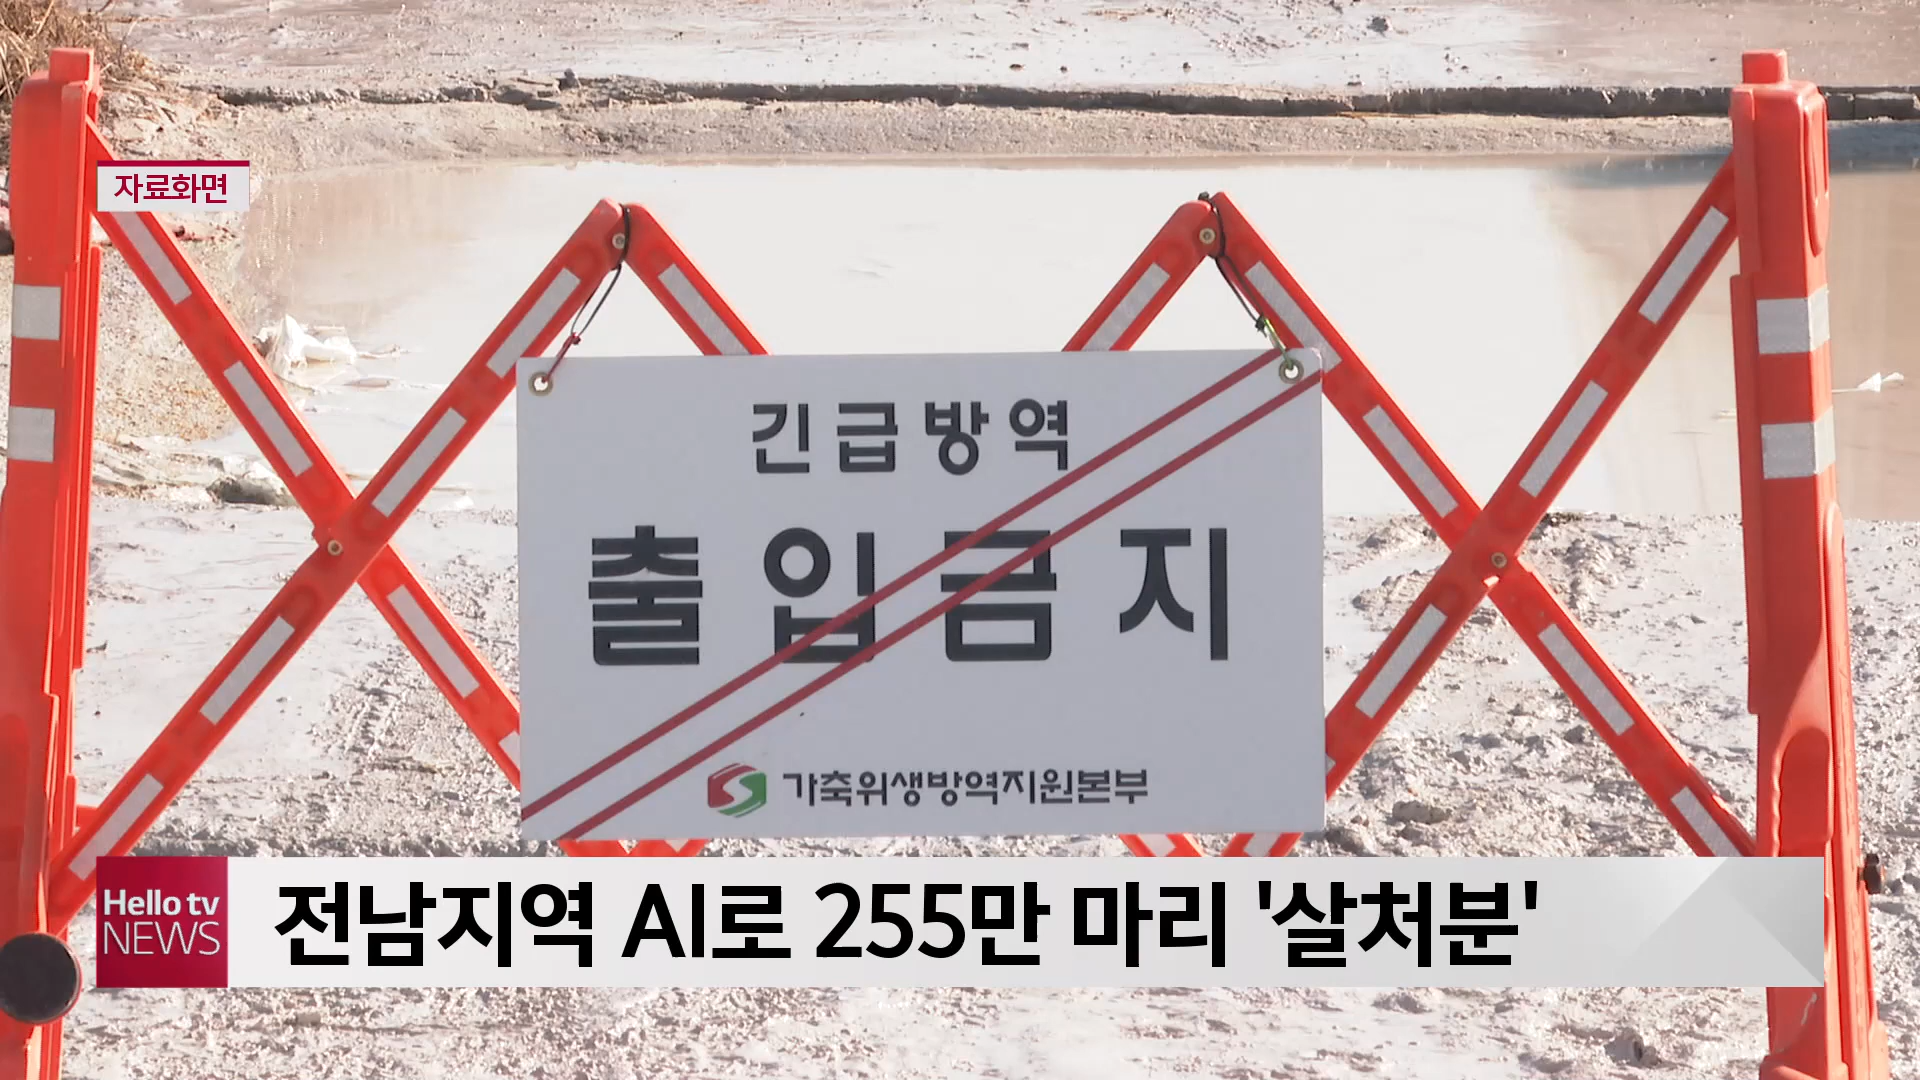 자료화면
긴급방역
출입금지
가축위생방역지원본부
Hello tv
NEWS
전남지역 AI로 255만 마리 '살처분'